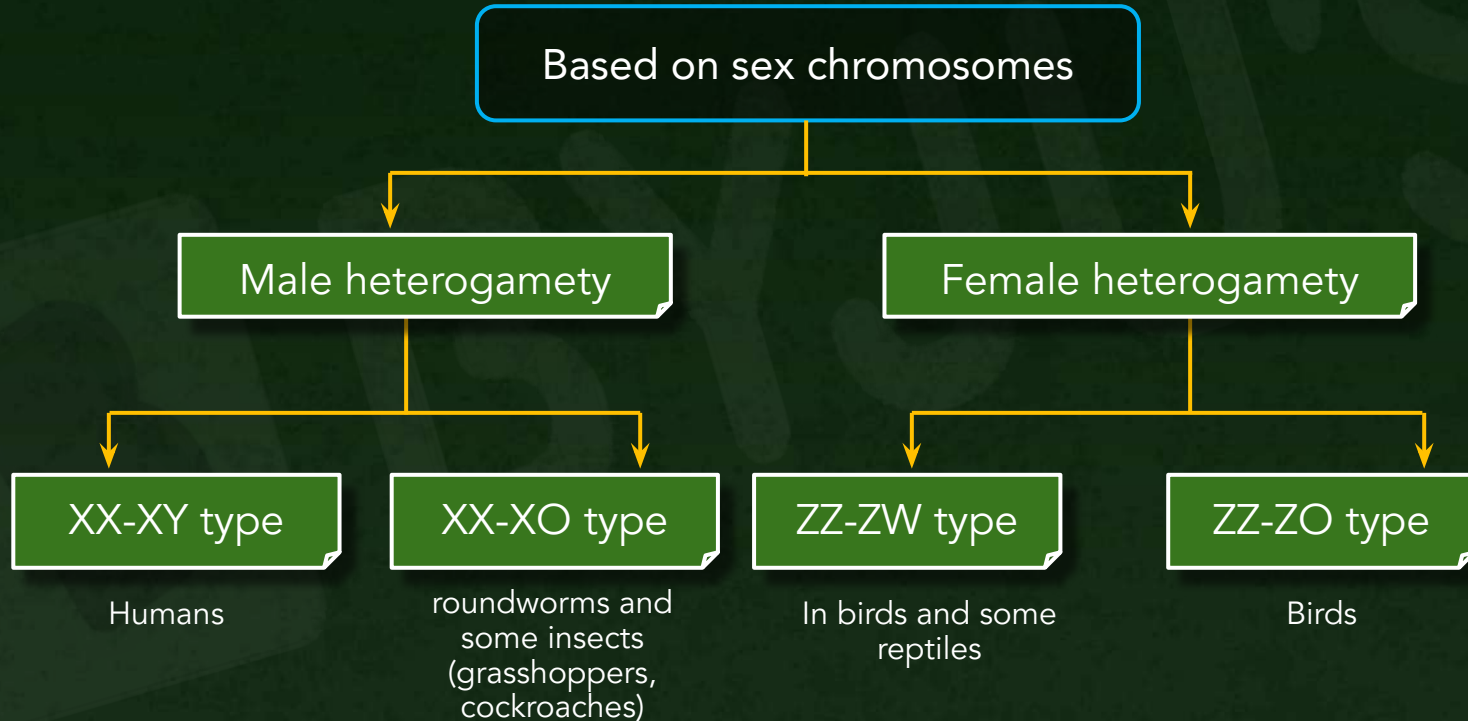 Based on sex chromosomes
Male heterogamety
Female heterogamety
XX-XY type
XX-XO type
ZZ-ZW type
ZZ-ZO type
Humans
roundworms and
some insects
(grasshoppers,
cockroaches)
In birds and some
reptiles
Birds
BYJU'S